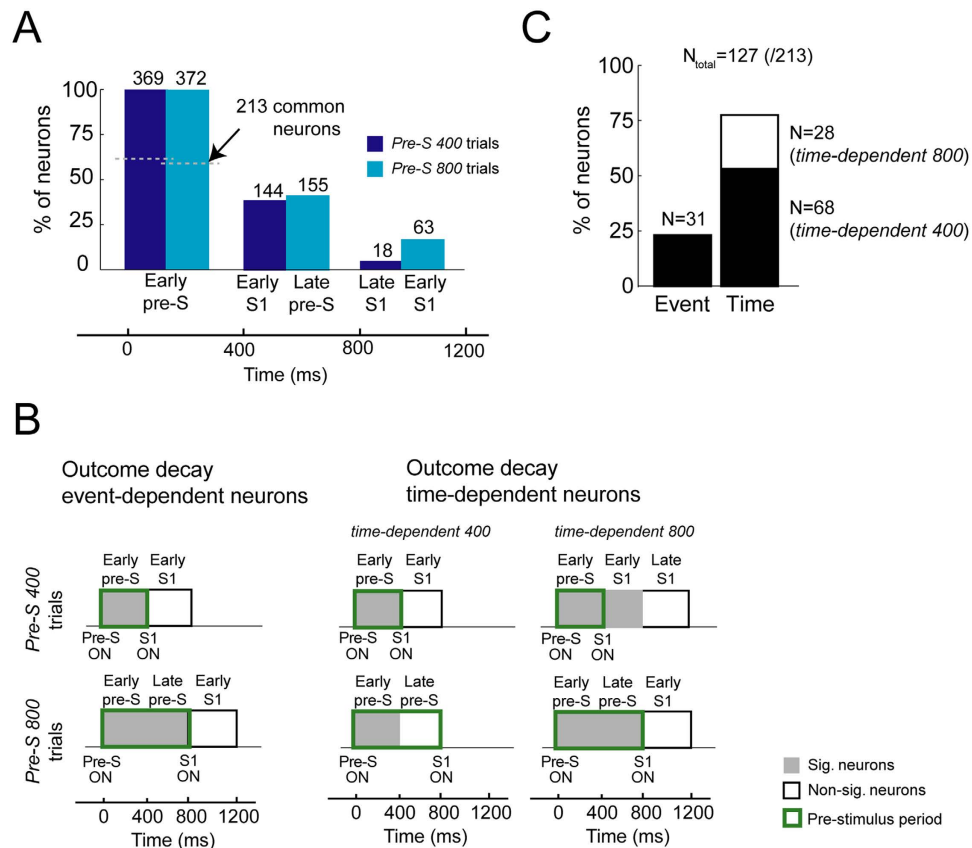 A
369 372
100
75
50
25
0
% of neurons
213 common
neurons
Pre-S 400 trials
Pre-S 800 trials
144 155
18 63
Early
pre-S
Early
S1
Late
pre-S
Late
S1
Early
S1
0 400 800 1200
Time (ms)
C
N total=127 (/213)
100
75
50
25
0
% of neurons
N=31
N=28
(time-dependent 800)
N=68
(time-dependent 400)
Event Time
B
Outcome decay
event-dependent neurons
Outcome decay
time-dependent neurons
time-dependent 400
time-dependent 800
Pre-S 400
trials
Early
pre-S
Early
S1
Pre-S
ON
S1
ON
Early
pre-S
Early
S1
Pre-S
ON
S1
ON
Early
pre-S
Early
S1
Late
S1
Pre-S
ON
S1
ON
Pre-S 800
trials
Early
pre-S
Late
pre-S
Early
S1
Pre-S
ON
S1
ON
Early
pre-S
Late
pre-S
Pre-S
ON
S1
ON
Early
pre-S
Late
pre-S
Early
S1
Pre-S
ON
S1
ON
0 400 800 1200
Time (ms)
0 400 800 1200
Time (ms)
0 400 800 1200
Time (ms)
Sig. neurons
Non-sig. neurons
Pre-stimulus period